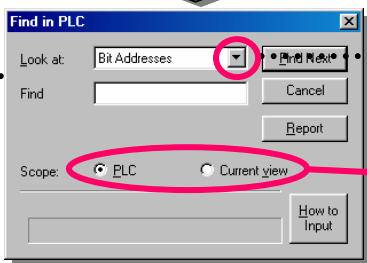 Find in PLC
Look at: Bit Addresses Find Next
Find Cancel
Report
Scope: PLC Current view
How to
Input